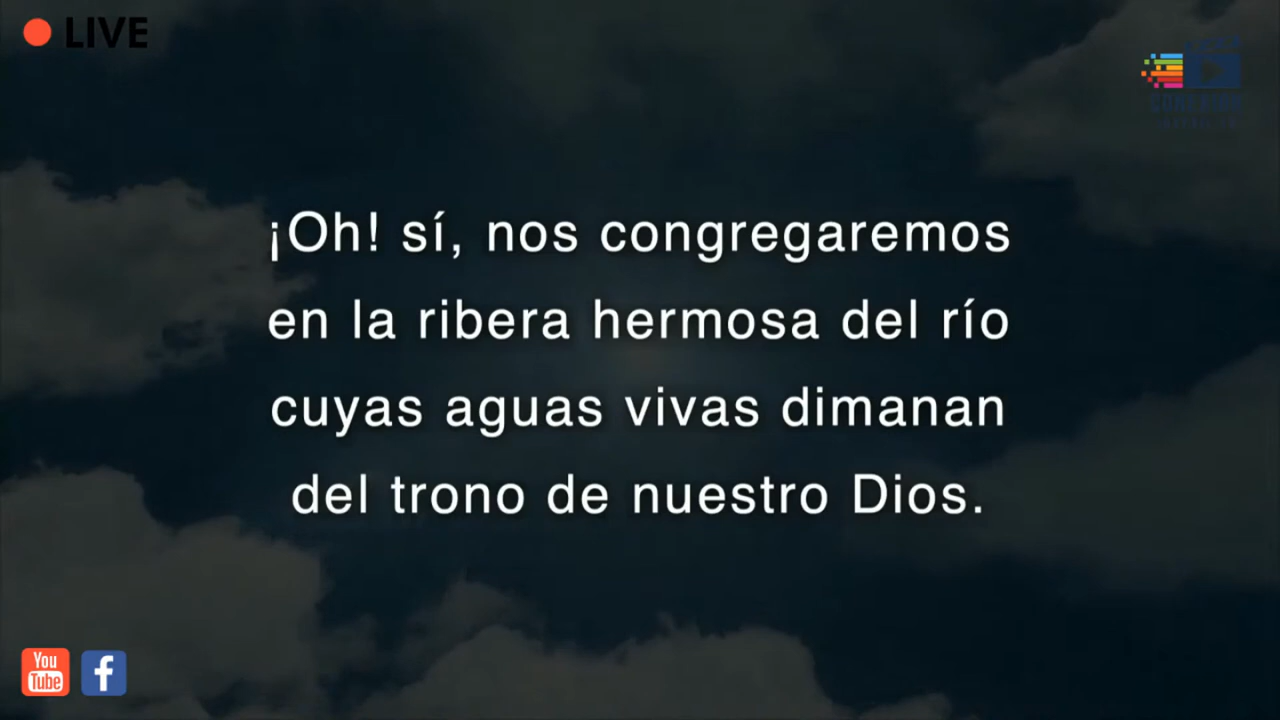 LIVE
¡Oh! sí, nos congregaremos
en la ribera hermosa del río
cuyas aguas vivas dimanan
del trono de nuestro Dios.
You
Tube
f